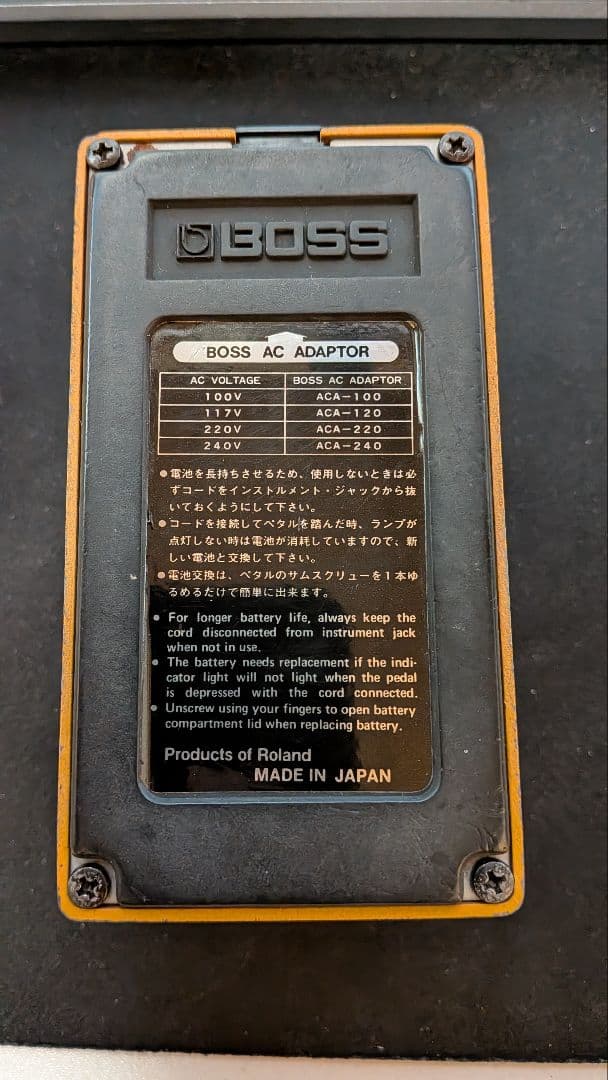 BOSS
BOSS AC ADAPTOR
AC VOLTAGE BOSS AC ADAPTOR
100V ACA-100
117V ACA-120
220V ACA-220
240V ACA-240
●電池を長持ちさせるため、使用しないときは必
ずコードをインストルメント・ジャックから抜
いておくようにして下さい。
●コードを接続してペタルを踏んだ時、ランプが
点灯しない時は電池が消耗していますので、新
しい電池と交換して下さい。
●電池交換は、ペタルのサムスクリューを1本ゆ
るめるだけで簡単に出来ます。
● For longer battery life, always keep the
cord disconnected from instrument jack
when not in use.
● The battery needs replacement if the indi-
cator light will not light when the pedal
is depressed with the cord connected.
● Unscrew using your fingers to open battery
compartment lid when replacing battery.
Products of Roland
MADE IN JAPAN